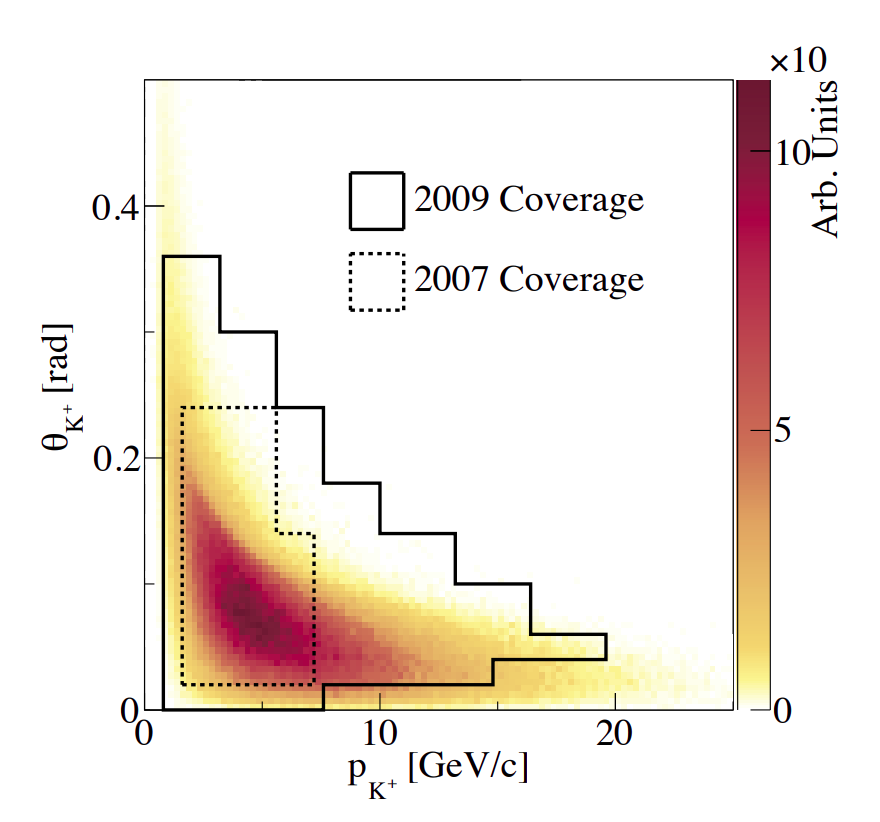 ×10
10
Arb. Units
2009 Coverage
0.4
2007 Coverage
θK+ [rad]
5
0.2
0
0
0
10
20
pK+ [GeV/c]